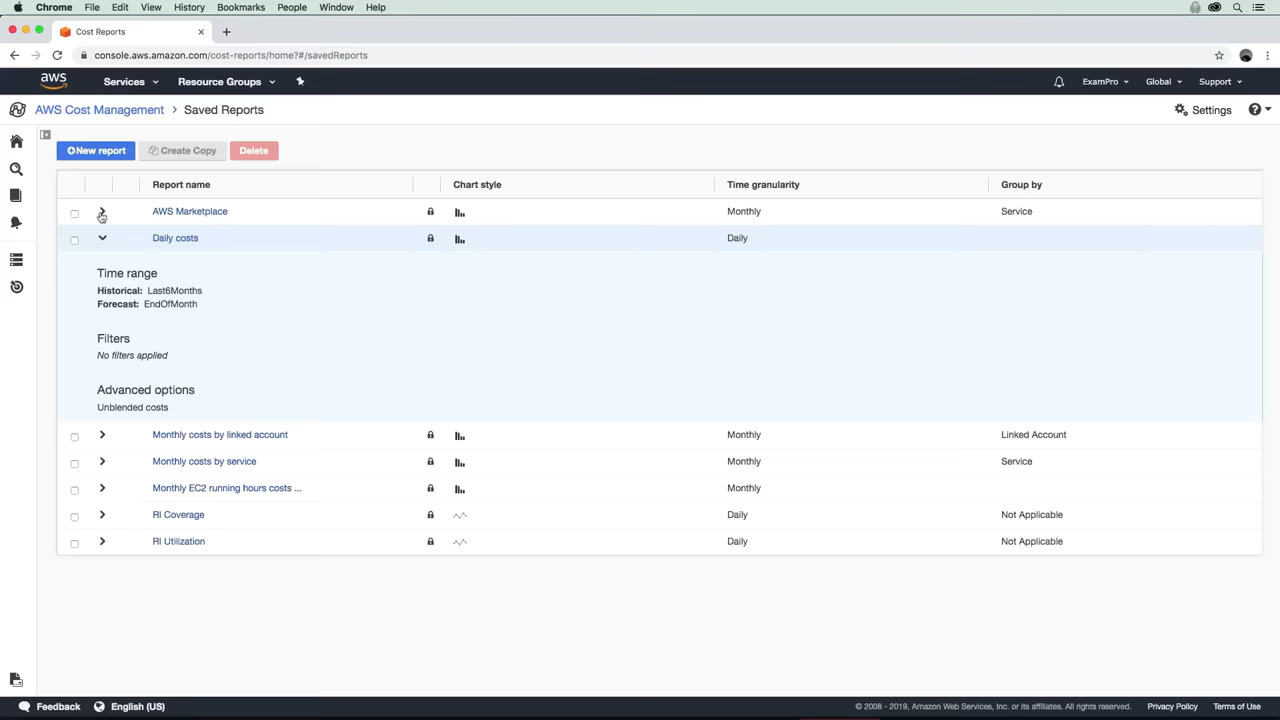 Chrome File Edit View History Bookmarks People Window Help
Cost Reports
console.aws.amazon.com/cost-reports/home?#/savedReports
aws Services Resource Groups ExamPro Global Support
AWS Cost Management > Saved Reports Settings
New report Create Copy Delete
Report name Chart style Time granularity Group by
AWS Marketplace Monthly Service
Daily costs Daily
Time range
Historical: Last6Months
Forecast: EndOfMonth
Filters
No filters applied
Advanced options
Unblended costs
Monthly costs by linked account Monthly Linked Account
Monthly costs by service Monthly Service
Monthly EC2 running hours costs ... Monthly
RI Coverage Daily Not Applicable
RI Utilization Daily Not Applicable
Feedback English (US) © 2008 - 2019, Amazon Web Services, Inc. or its affiliates. All rights reserved. Privacy Policy Terms of Use